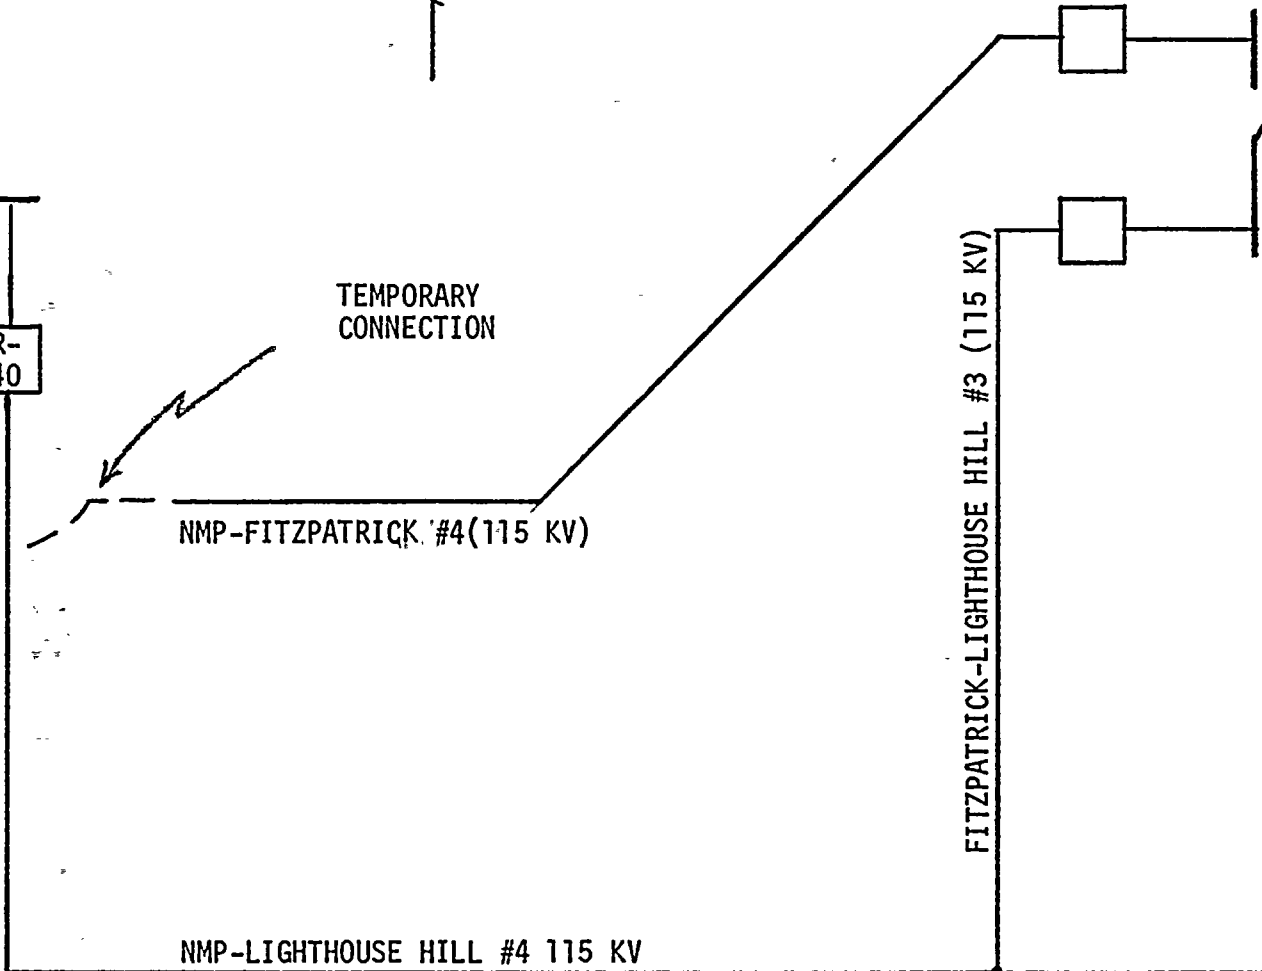 TEMPORARY
CONNECTION
R-
40
NMP-FITZPATRICK #4(115 KV)
FITZPATRICK-LIGHTHOUSE HILL #3 (115 KV)
NMP-LIGHTHOUSE HILL #4 115 KV